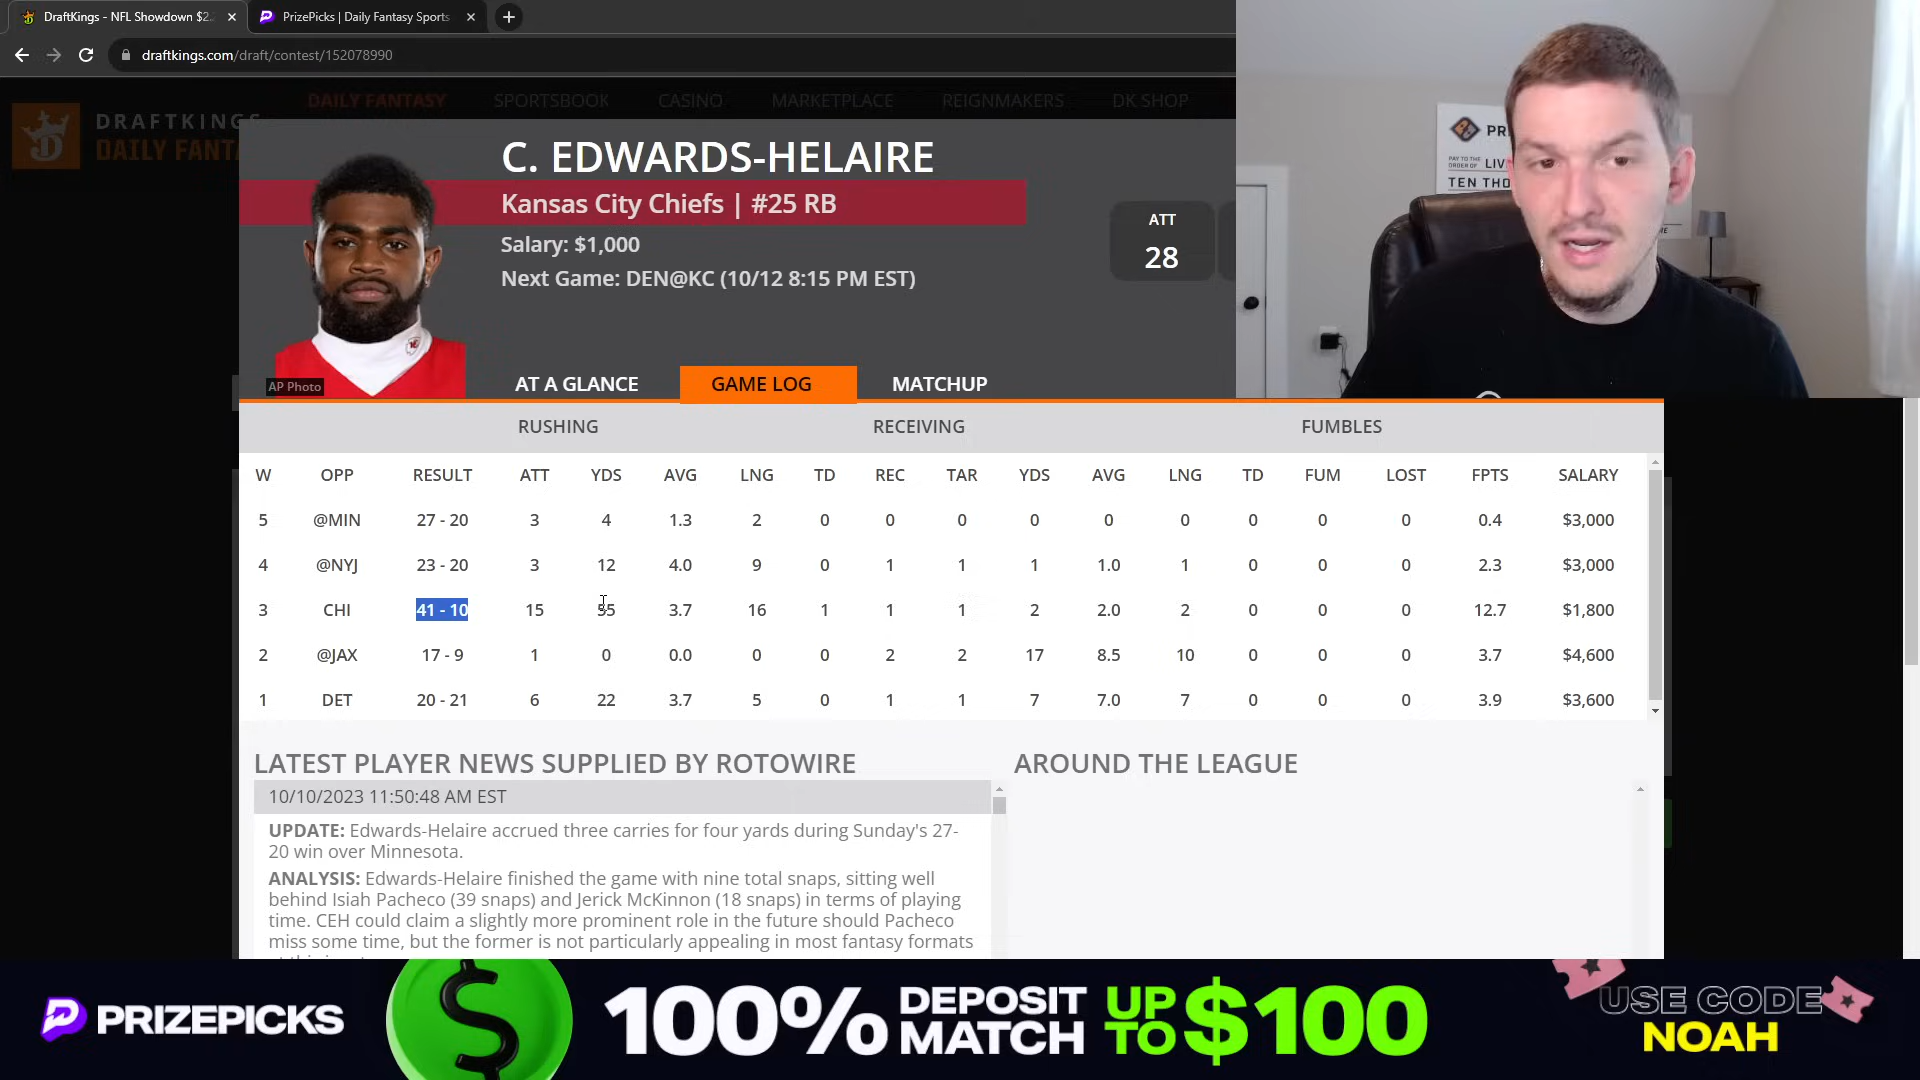 DraftKings - NFL Showdown $2.
PrizePicks | Daily Fantasy Sports
draftkings.com/draft/contest/152078990
DAILY FANTASY SPORTSBOOK CASINO MARKETPLACE REIGNMAKERS DK SHOP
DRAFTKINGS
DAILY FANTA
C. EDWARDS-HELAIRE
Kansas City Chiefs | #25 RB
Salary: $1,000
Next Game: DEN@KC (10/12 8:15 PM EST)
ATT
28
PR
PAY TO THE
ORDER OF LIV
TEN THO
AP Photo
AT A GLANCE GAME LOG MATCHUP
RUSHING RECEIVING FUMBLES
W OPP RESULT ATT YDS AVG LNG TD REC TAR YDS AVG LNG TD FUM LOST FPTS SALARY
5 @MIN 27 - 20 3 4 1.3 2 0 0 0 0 0 0 0 0 0 0.4 $3,000
4 @NYJ 23 - 20 3 12 4.0 9 0 1 1 1 1.0 1 0 0 0 2.3 $3,000
3 CHI 41 - 10 15 55 3.7 16 1 1 1 2 2.0 2 0 0 0 12.7 $1,800
2 @JAX 17 - 9 1 0 0.0 0 0 2 2 17 8.5 10 0 0 0 3.7 $4,600
1 DET 20 - 21 6 22 3.7 5 0 1 1 7 7.0 7 0 0 0 3.9 $3,600
LATEST PLAYER NEWS SUPPLIED BY ROTOWIRE
AROUND THE LEAGUE
10/10/2023 11:50:48 AM EST
UPDATE: Edwards-Helaire accrued three carries for four yards during Sunday's 27-
20 win over Minnesota.
ANALYSIS: Edwards-Helaire finished the game with nine total snaps, sitting well
behind Isiah Pacheco (39 snaps) and Jerick McKinnon (18 snaps) in terms of playing
time. CEH could claim a slightly more prominent role in the future should Pacheco
miss some time, but the former is not particularly appealing in most fantasy formats
PRIZEPICKS
100% DEPOSIT MATCH UP TO $100
USE CODE
NOAH